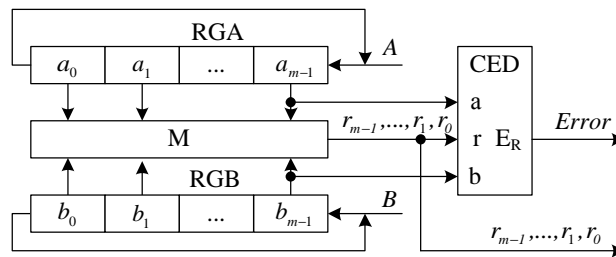 RGA
A
CED
a₀ a₁ ... aₘ₋₁
a
M
rₘ₋₁,...,r₁,r₀
r E_R
Error
RGB
b
b₀ b₁ ... bₘ₋₁
B
rₘ₋₁,...,r₁,r₀